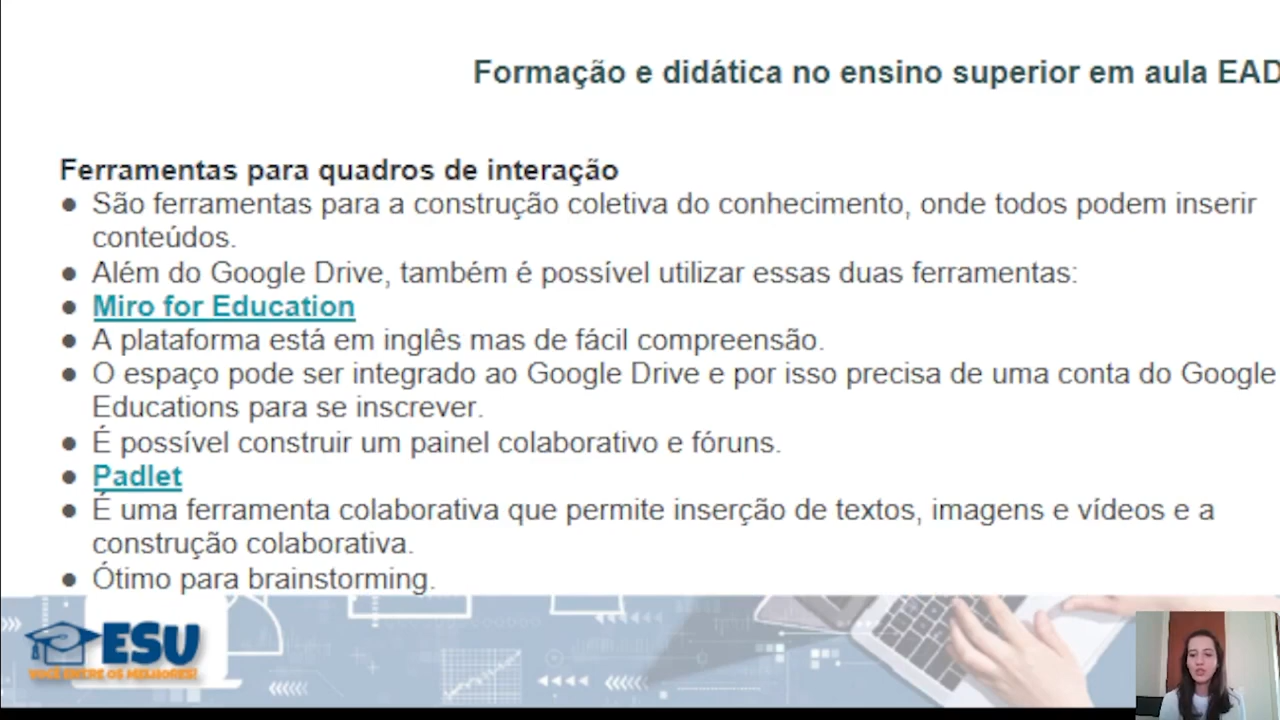 Formação e didática no ensino superior em aula EAD
Ferramentas para quadros de interação
● São ferramentas para a construção coletiva do conhecimento, onde todos podem inserir
conteúdos.
● Além do Google Drive, também é possível utilizar essas duas ferramentas:
● Miro for Education
● A plataforma está em inglês mas de fácil compreensão.
● O espaço pode ser integrado ao Google Drive e por isso precisa de uma conta do Google
Educations para se inscrever.
● É possível construir um painel colaborativo e fóruns.
● Padlet
● É uma ferramenta colaborativa que permite inserção de textos, imagens e vídeos e a
construção colaborativa.
● Ótimo para brainstorming.
ESU
VOCÊ ENTRE OS MELHORES!